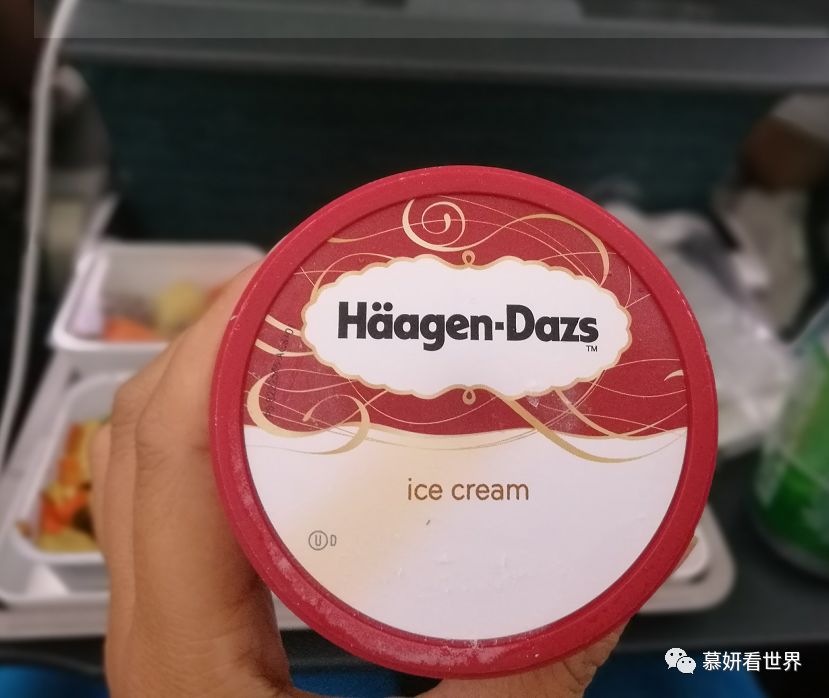 Häagen-Dazs
TM
ice cream
U D
慕妍看世界